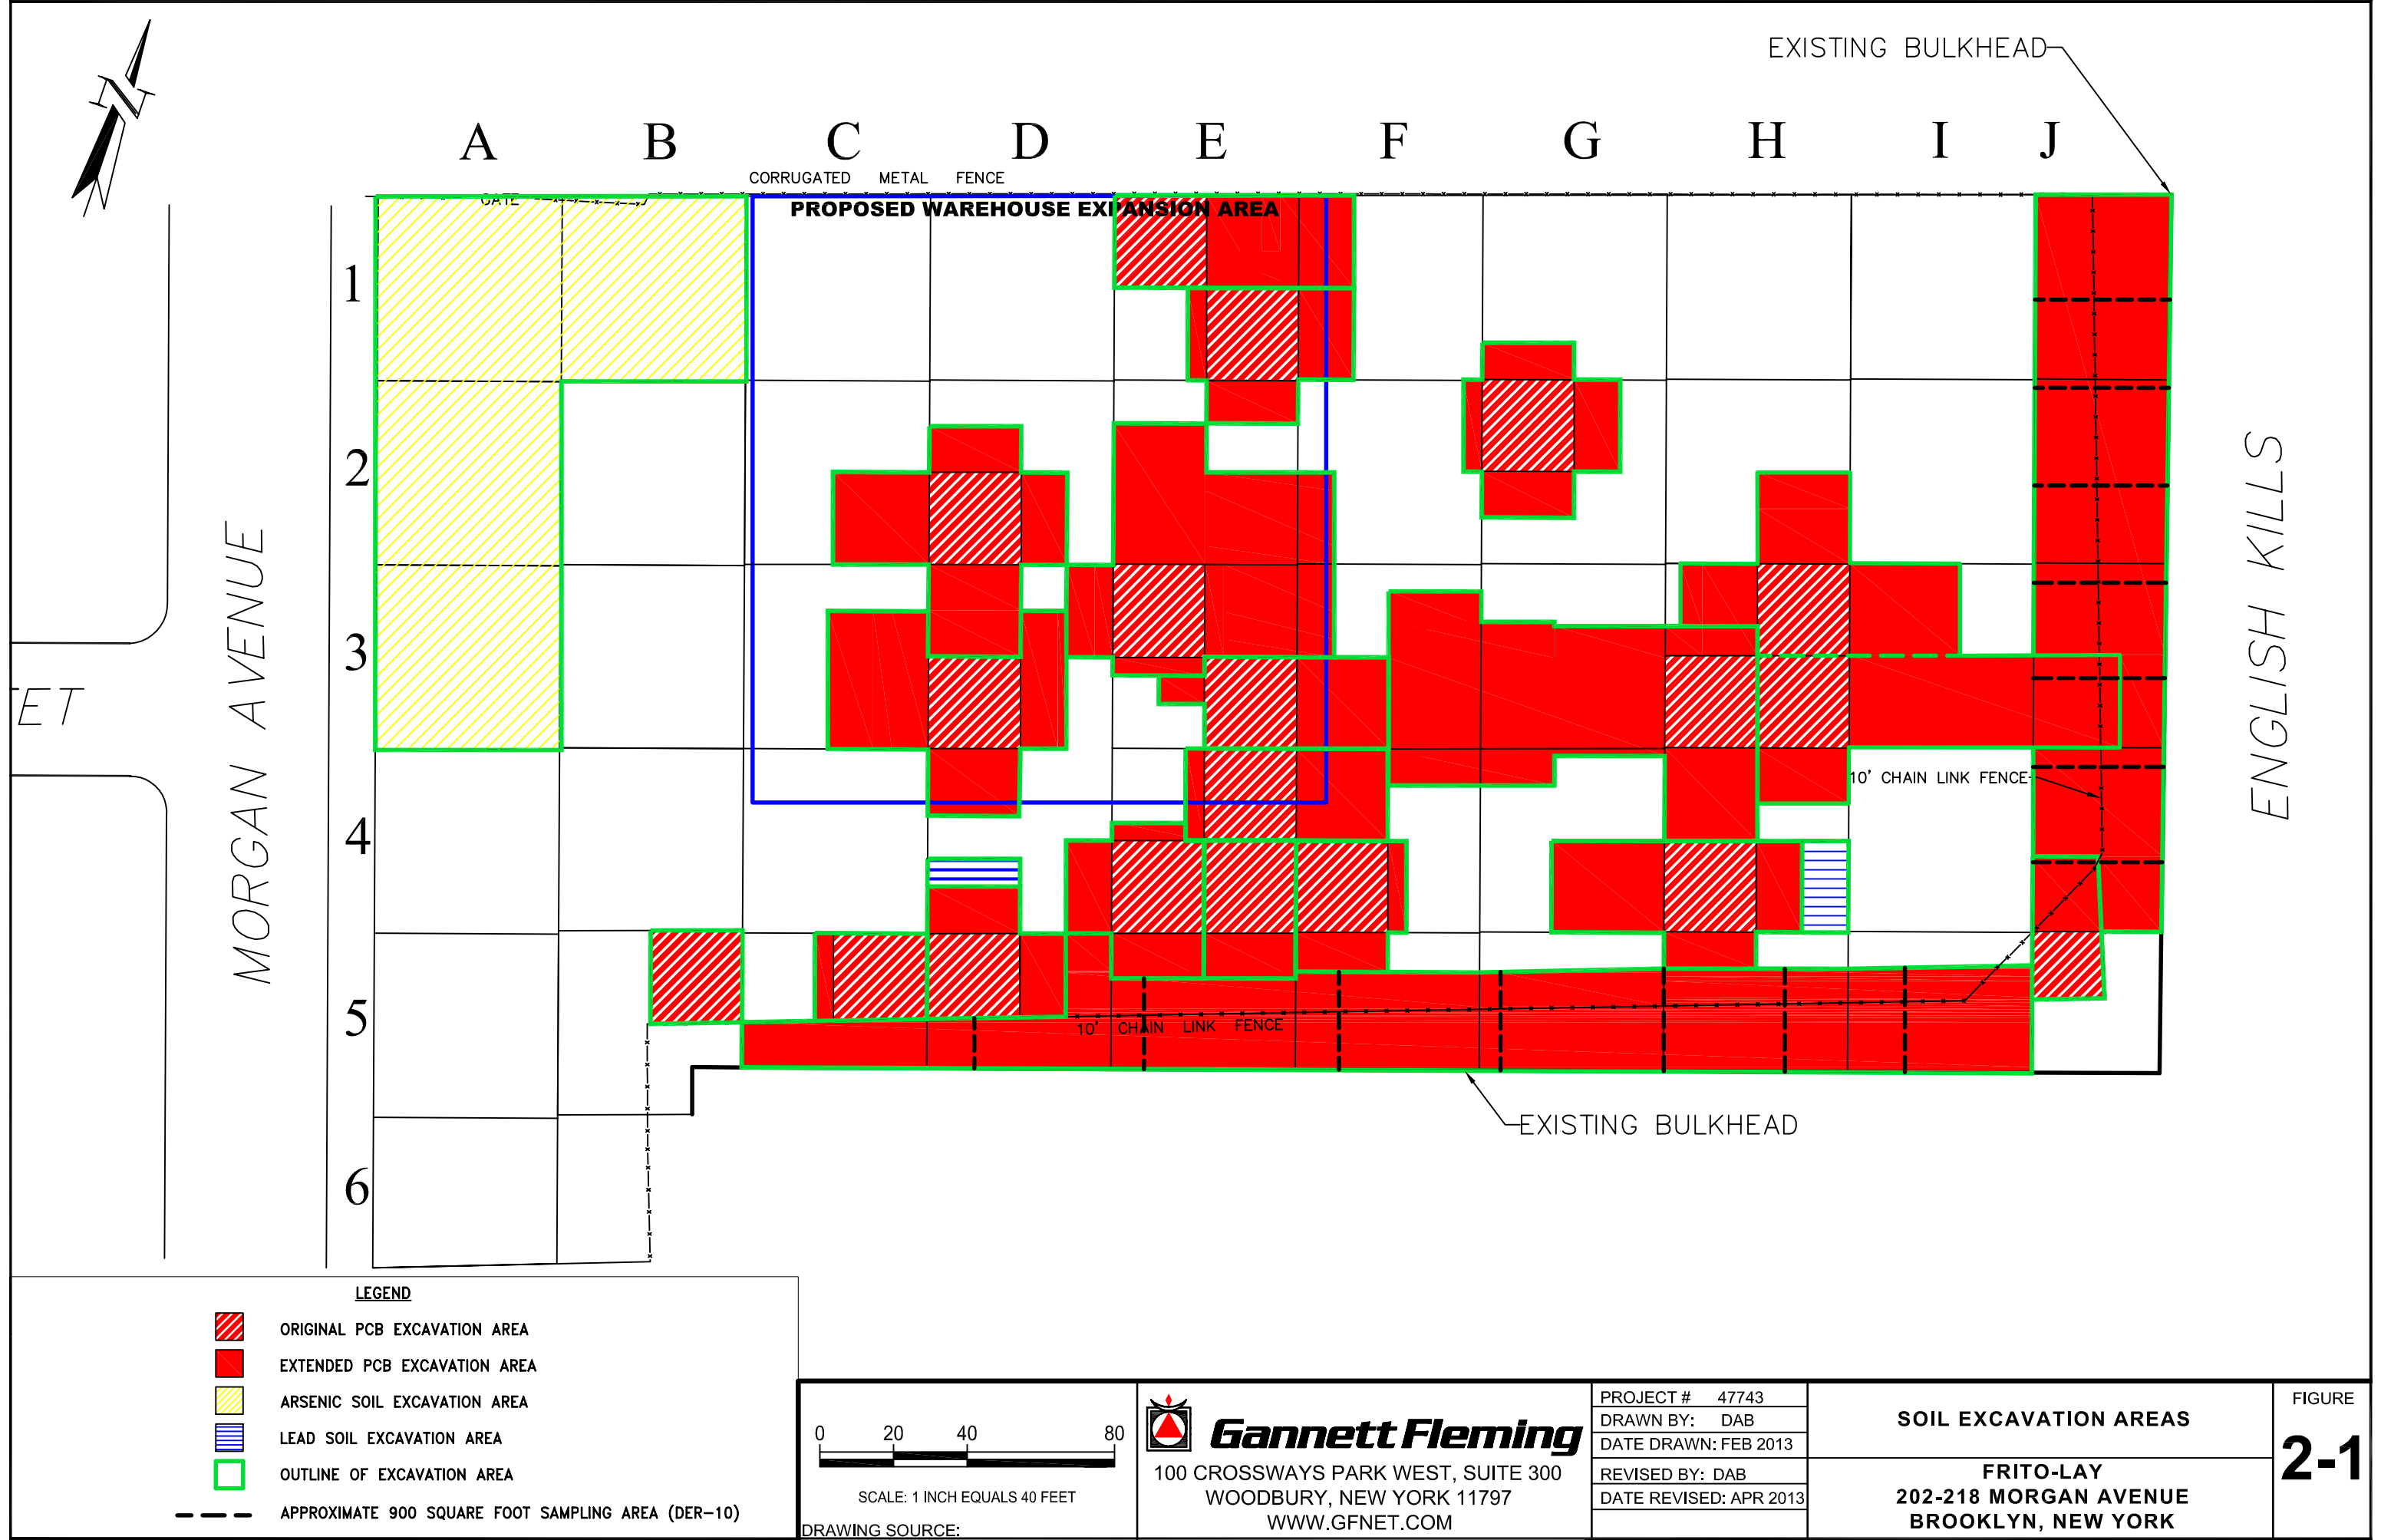 EXISTING BULKHEAD
A B C D E F G H I J
CORRUGATED METAL FENCE
GATE
PROPOSED WAREHOUSE EXPANSION AREA
1
2
3
4
5
6
MORGAN AVENUE
ET
ENGLISH KILLS
10' CHAIN LINK FENCE
10' CHAIN LINK FENCE
EXISTING BULKHEAD
LEGEND
ORIGINAL PCB EXCAVATION AREA
EXTENDED PCB EXCAVATION AREA
ARSENIC SOIL EXCAVATION AREA
LEAD SOIL EXCAVATION AREA
OUTLINE OF EXCAVATION AREA
APPROXIMATE 900 SQUARE FOOT SAMPLING AREA (DER-10)
0 20 40 80
SCALE: 1 INCH EQUALS 40 FEET
DRAWING SOURCE:
Gannett Fleming
100 CROSSWAYS PARK WEST, SUITE 300
WOODBURY, NEW YORK 11797
WWW.GFNET.COM
PROJECT # 47743
DRAWN BY: DAB
DATE DRAWN: FEB 2013
REVISED BY: DAB
DATE REVISED: APR 2013
SOIL EXCAVATION AREAS
FRITO-LAY
202-218 MORGAN AVENUE
BROOKLYN, NEW YORK
FIGURE
2-1